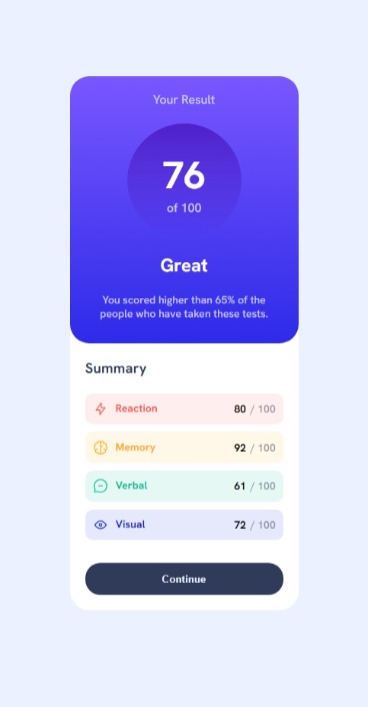 Your Result
76
of 100
Great
You scored higher than 65% of the
people who have taken these tests.
Summary
Reaction 80 / 100
Memory 92 / 100
Verbal 61 / 100
Visual 72 / 100
Continue